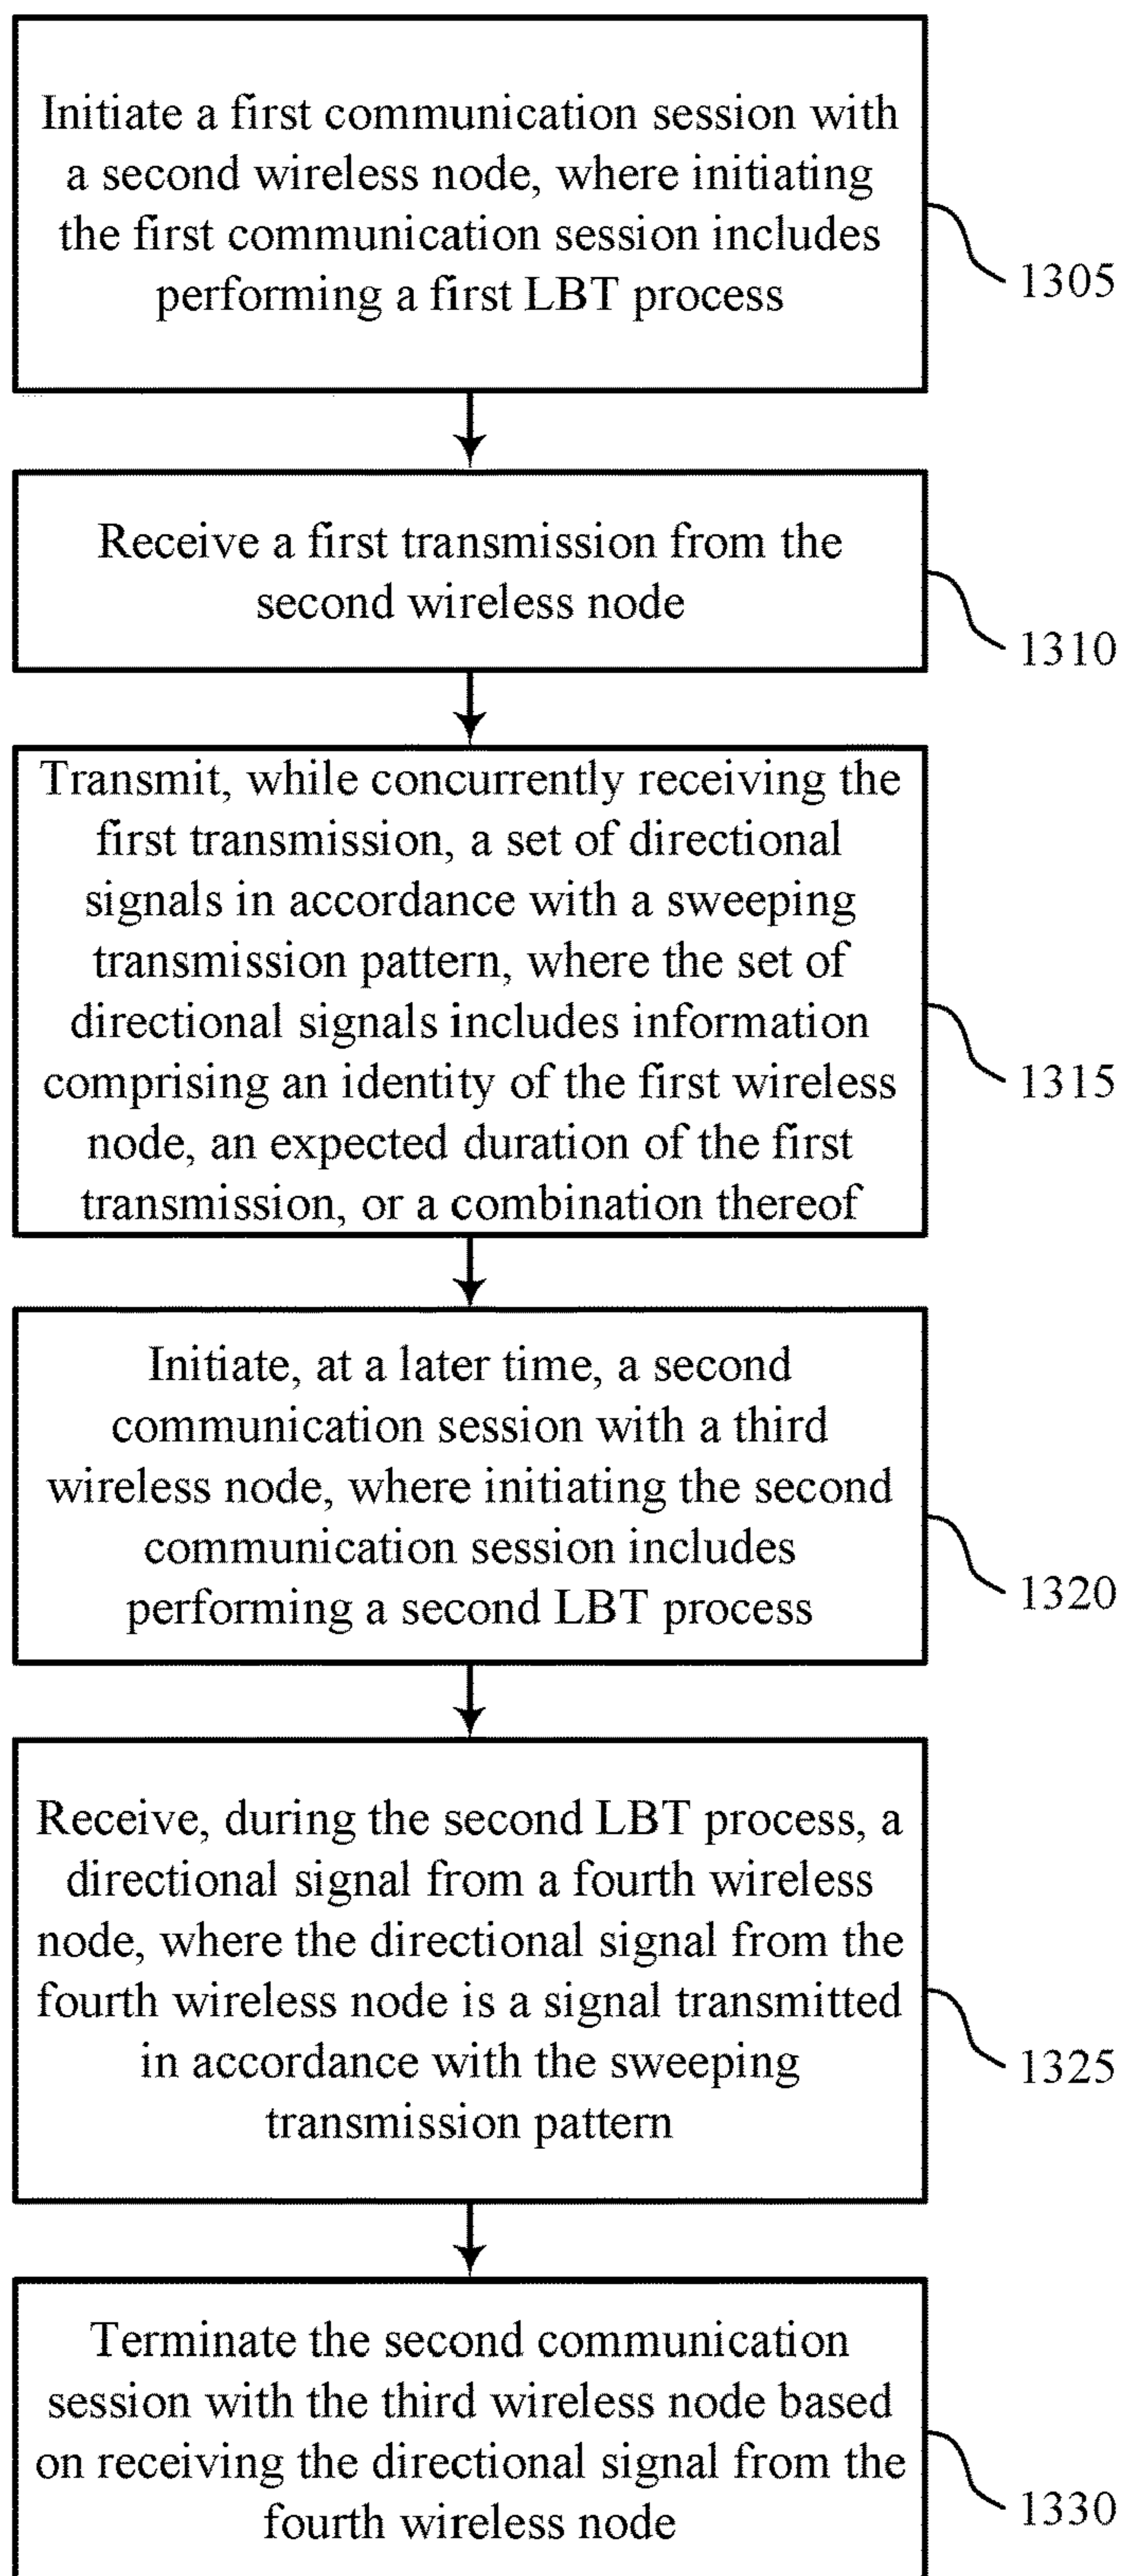 Initiate a first communication session with
a second wireless node, where initiating
the first communication session includes
performing a first LBT process
1305
Receive a first transmission from the
second wireless node
1310
Transmit, while concurrently receiving the
first transmission, a set of directional
signals in accordance with a sweeping
transmission pattern, where the set of
directional signals includes information
comprising an identity of the first wireless
node, an expected duration of the first
transmission, or a combination thereof
1315
Initiate, at a later time, a second
communication session with a third
wireless node, where initiating the second
communication session includes
performing a second LBT process
1320
Receive, during the second LBT process, a
directional signal from a fourth wireless
node, where the directional signal from the
fourth wireless node is a signal transmitted
in accordance with the sweeping
transmission pattern
1325
Terminate the second communication
session with the third wireless node based
on receiving the directional signal from the
fourth wireless node
1330